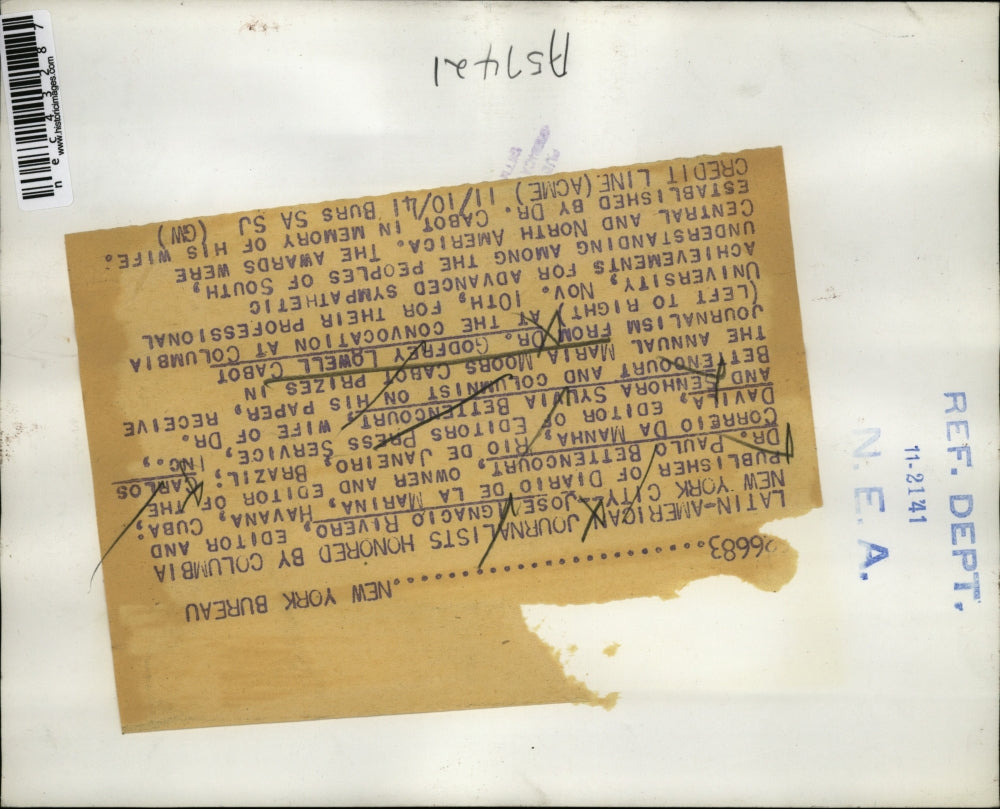 A57421
necc43287
www.historicimages.com
6683..............NEW YORK BUREAU
LATIN-AMERICAN JOURNALISTS HONORED BY COLUMBIA
NEW YORK CITY--JOSE IGNACIO RIVERO, EDITOR AND
PUBLISHER OF DIARIO DE LA MARINA, HAVANA, CUBA;
DR. PAULO BETTENCOURT, OWNER AND EDITOR OF THE
CORREIO DA MANHA, RIO DE JANEIRO, BRAZIL; CARLOS
DAVILA, EDITOR OF EDITORS PRESS SERVICE, INC.,
AND SENHORA SYLVIA BETTENCOURT WIFE OF DR.
BETTENCOURT AND COLUMNIST ON HIS PAPER, RECEIVE
THE ANNUAL MARIA MOORS CABOT PRIZES IN
JOURNALISM FROM DR. GODFREY LOWELL CABOT
(LEFT TO RIGHT) AT THE CONVOCATION AT COLUMBIA
UNIVERSITY, NOV. 10TH, FOR THEIR PROFESSIONAL
ACHIEVEMENTS FOR ADVANCED SYMPATHETIC
UNDERSTANDING AMONG THE PEOPLES OF SOUTH,
CENTRAL AND NORTH AMERICA. THE AWARDS WERE
ESTABLISHED BY DR. CABOT IN MEMORY OF HIS WIFE.
CREDIT LINE (ACME) 11/10/41 BURS SA SJ (GW)
REF. DEPT.
11-2141
N. E. A.